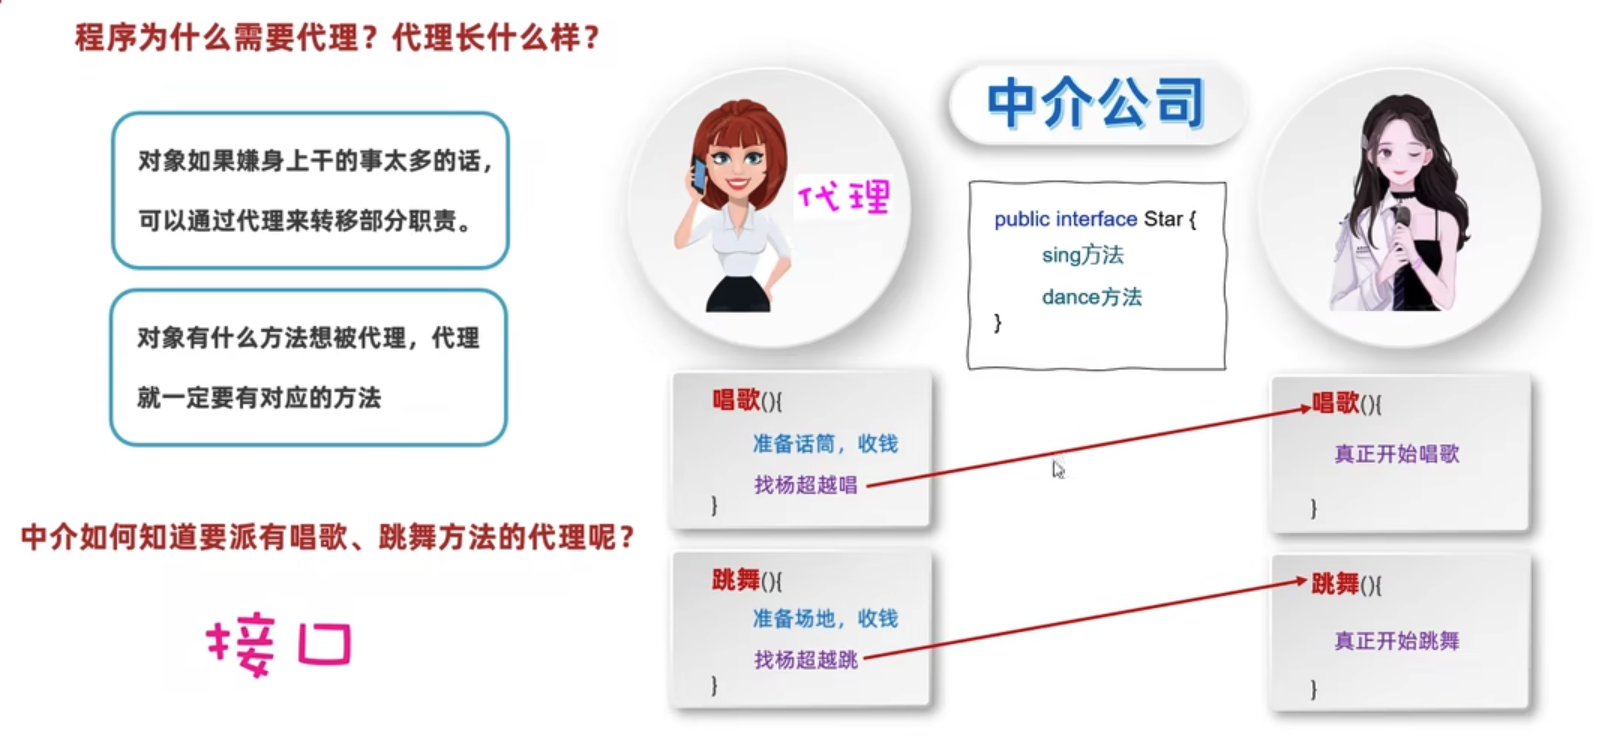 程序为什么需要代理？代理长什么样？
对象如果嫌身上干的事太多的话，
可以通过代理来转移部分职责。
对象有什么方法想被代理，代理
就一定要有对应的方法
中介如何知道要派有唱歌、跳舞方法的代理呢？
接口
代理
中介公司
public interface Star {
sing方法
dance方法
}
唱歌(){
准备话筒，收钱
找杨超越唱
}
唱歌(){
真正开始唱歌
}
跳舞(){
准备场地，收钱
找杨超越跳
}
跳舞(){
真正开始跳舞
}